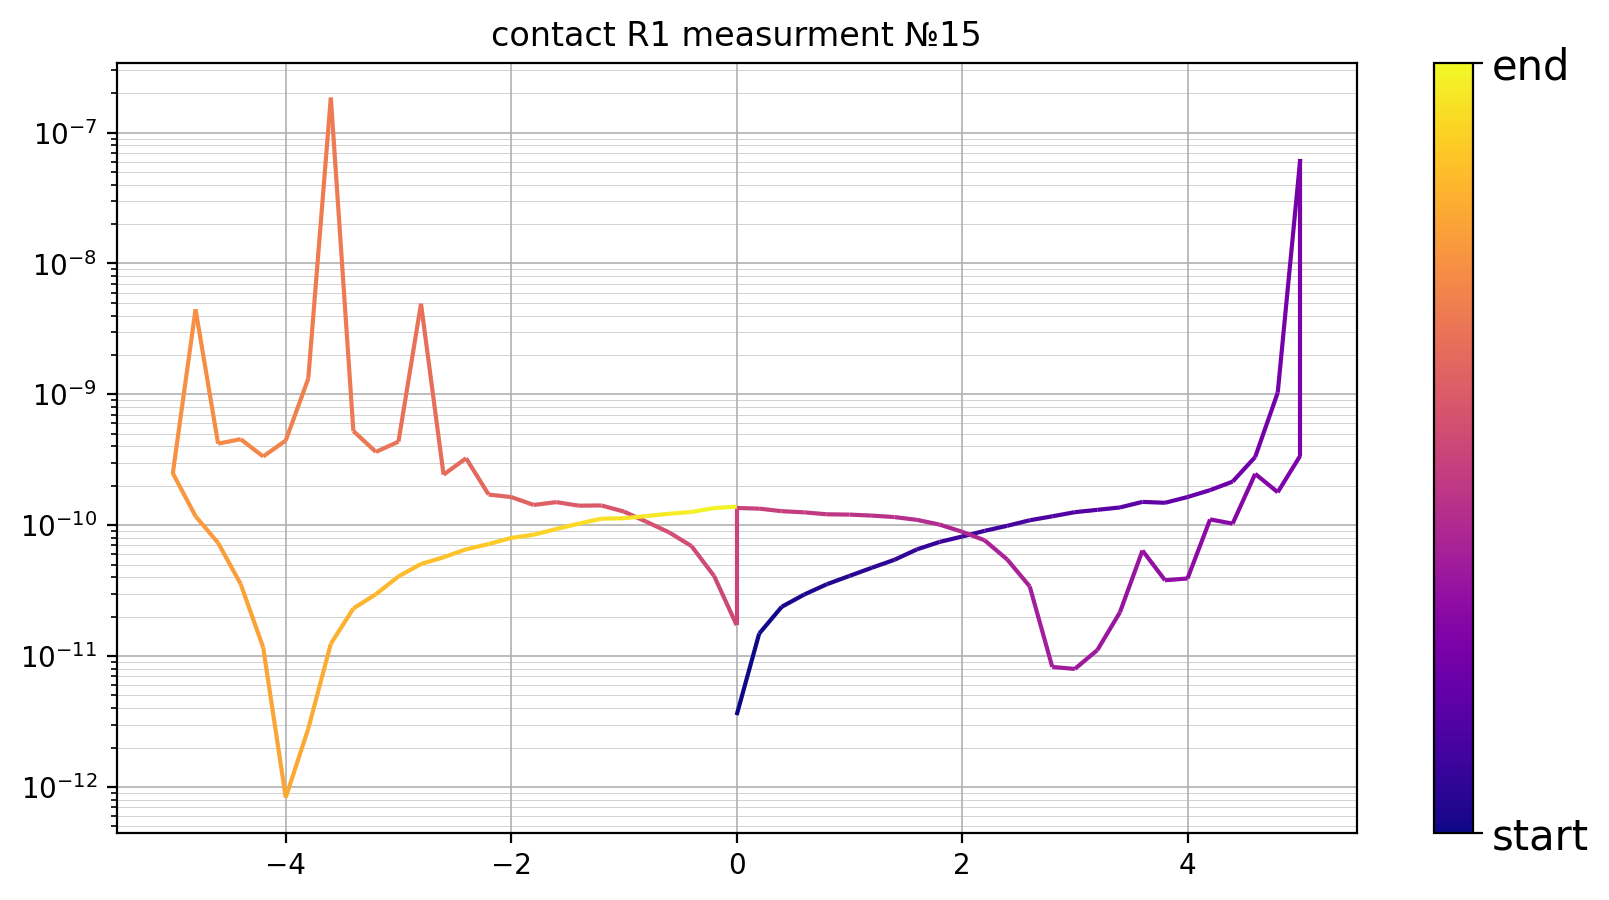 contact R1 measurment №15
end
10⁻⁷
10⁻⁸
10⁻⁹
10⁻¹⁰
10⁻¹¹
10⁻¹²
start
−4 −2 0 2 4